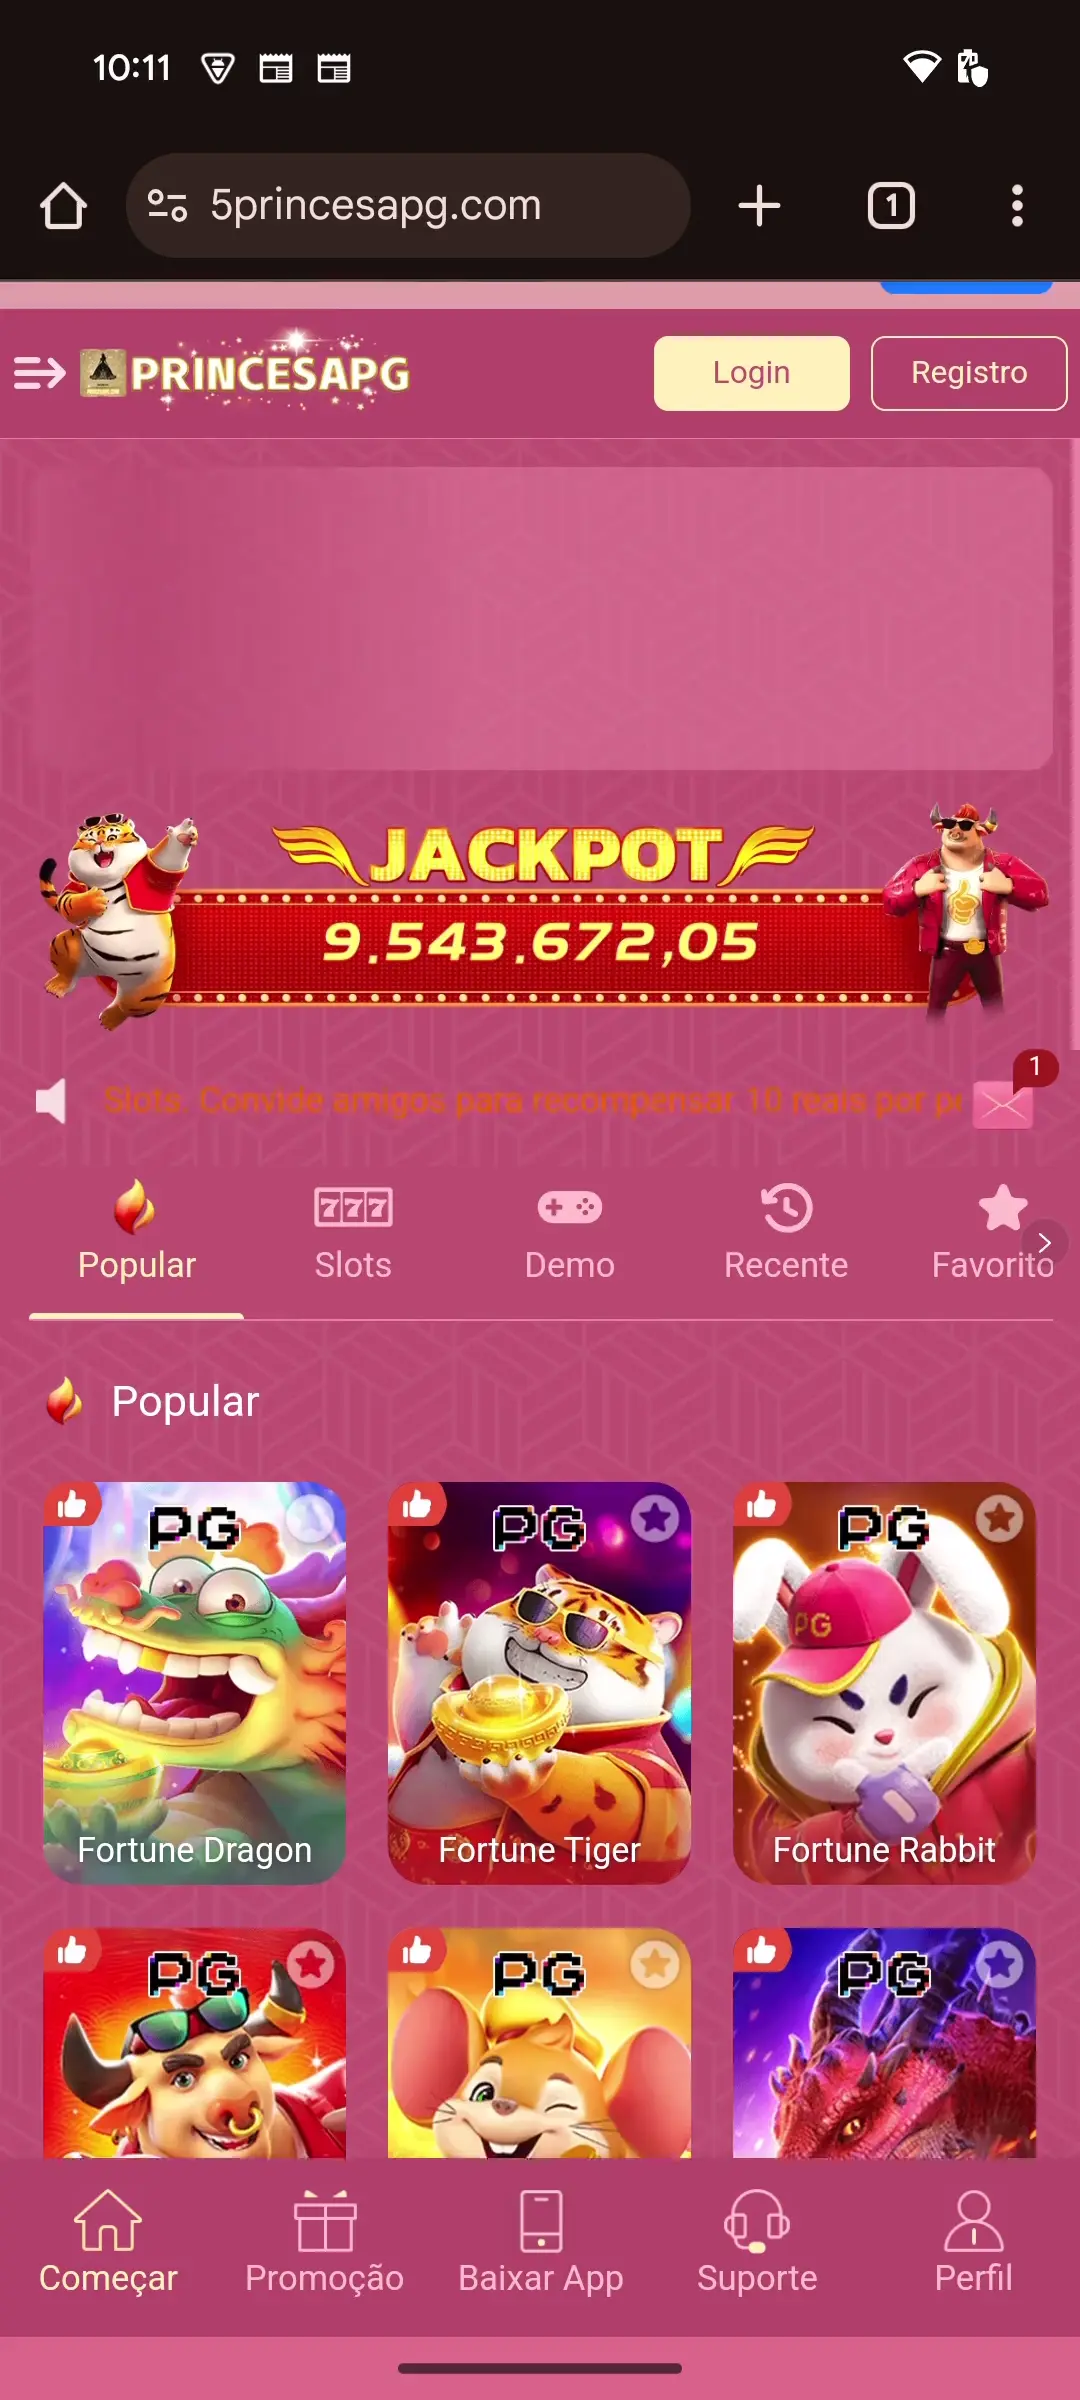 10:11
5princesapg.com
1
PRINCESAPG
Login
Registro
JACKPOT
9.543.672,05
1
Slots. Convide amigos para recompensar 10 reais por
Popular
Slots
Demo
Recente
Favorito
Popular
PG
PG
PG
PG
Fortune Dragon
Fortune Tiger
Fortune Rabbit
PG
PG
PG
Começar
Promoção
Baixar App
Suporte
Perfil